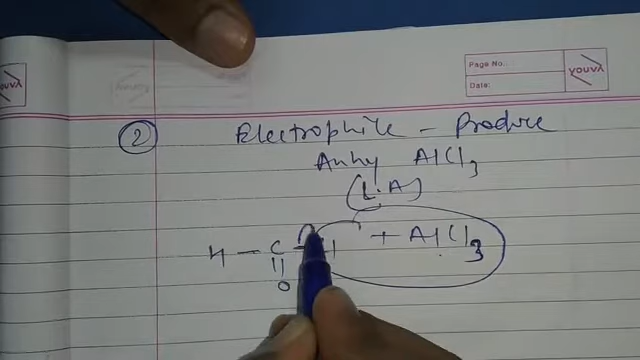 Page No.
Date:
youva
② Electrophile - Produce
Anhy AlCl3
(L.A)
H - C - Cl + AlCl3
O